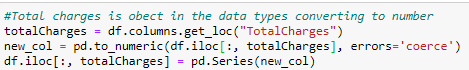 #Total charges is obect in the data types converting to number
totalCharges = df.columns.get_loc("TotalCharges")
new_col = pd.to_numeric(df.iloc[:, totalCharges], errors='coerce')
df.iloc[:, totalCharges] = pd.Series(new_col)